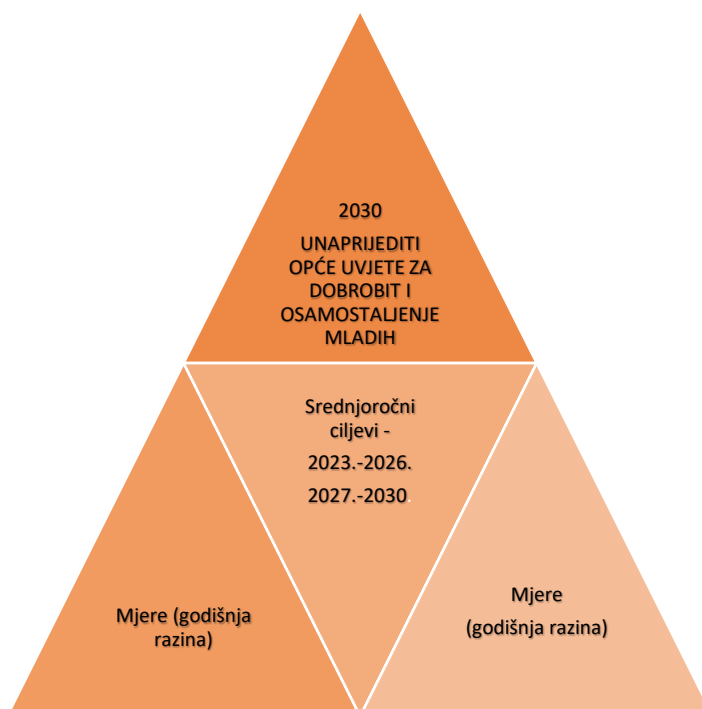 2030
UNAPRIJEDITI
OPĆE UVJETE ZA
DOBROBIT I
OSAMOSTALJENJE
MLADIH
Srednjoročni
ciljevi -
2023.-2026.
2027.-2030.
Mjere (godišnja
razina)
Mjere
(godišnja razina)